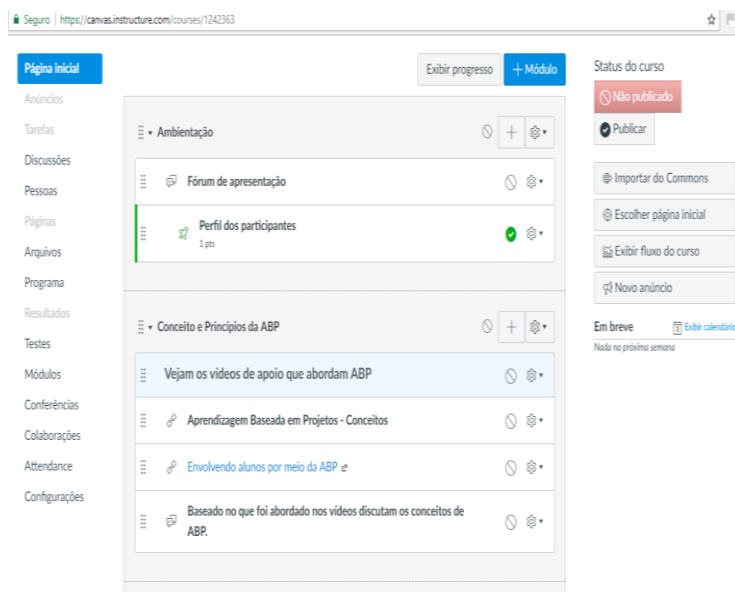 Seguro | https://canvas.instructure.com/courses/1242363
Página inicial
Anúncios
Tarefas
Discussões
Pessoas
Páginas
Arquivos
Programa
Resultados
Testes
Módulos
Conferências
Colaborações
Attendance
Configurações
Exibir progresso
+ Módulo
Ambientação
Fórum de apresentação
Perfil dos participantes
1 pts
Conceito e Principios da ABP
Vejam os vídeos de apoio que abordam ABP
Aprendizagem Baseada em Projetos - Conceitos
Envolvendo alunos por meio da ABP
Baseado no que foi abordado nos vídeos discutam os conceitos de
ABP.
Status do curso
Não publicado
Publicar
Importar do Commons
Escolher página inicial
Exibir fluxo do curso
Novo anúncio
Em breve
Exibir calendário
Nada na próxima semana